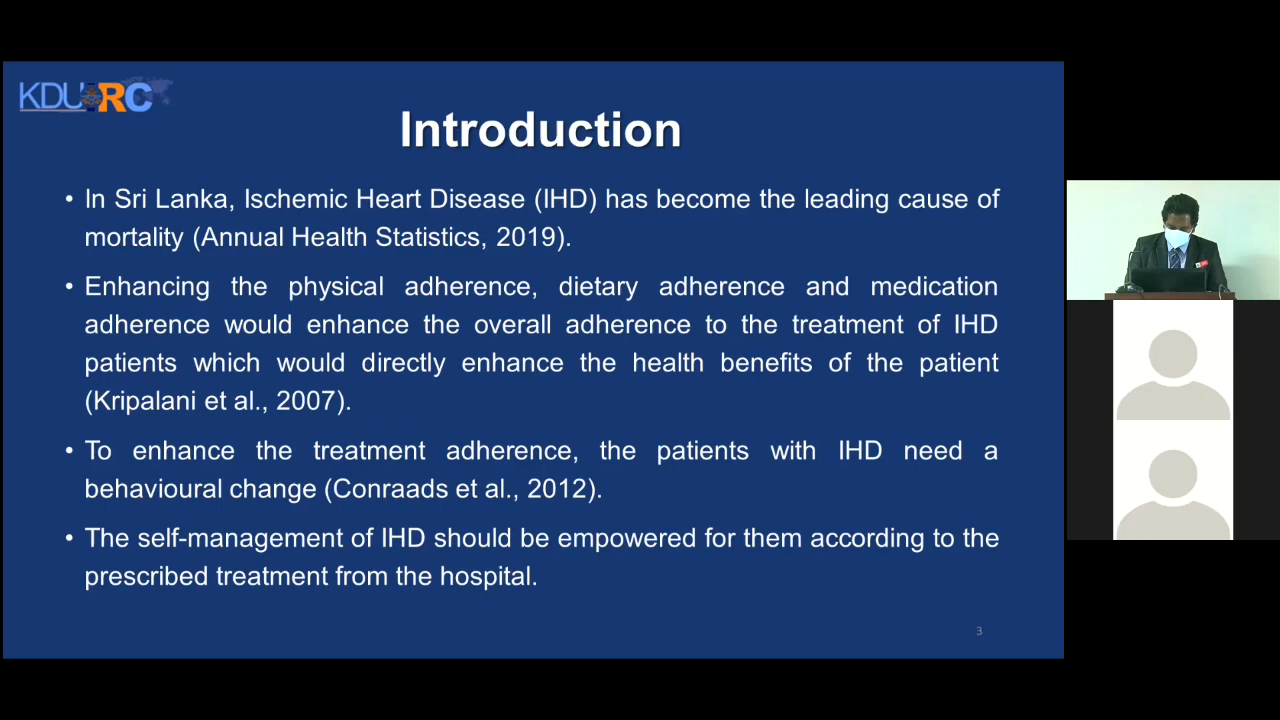 KDU IRC
Introduction
• In Sri Lanka, Ischemic Heart Disease (IHD) has become the leading cause of
mortality (Annual Health Statistics, 2019).
• Enhancing the physical adherence, dietary adherence and medication
adherence would enhance the overall adherence to the treatment of IHD
patients which would directly enhance the health benefits of the patient
(Kripalani et al., 2007).
• To enhance the treatment adherence, the patients with IHD need a
behavioural change (Conraads et al., 2012).
• The self-management of IHD should be empowered for them according to the
prescribed treatment from the hospital.
3